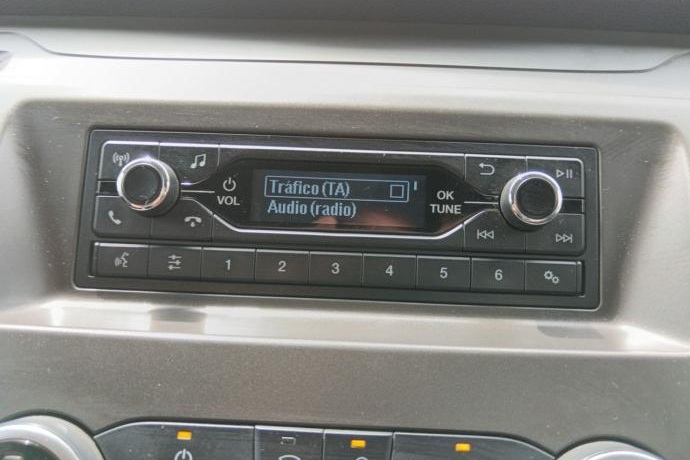 Tráfico (TA)
Audio (radio)
VOL
OK
TUNE
1 2 3 4 5 6